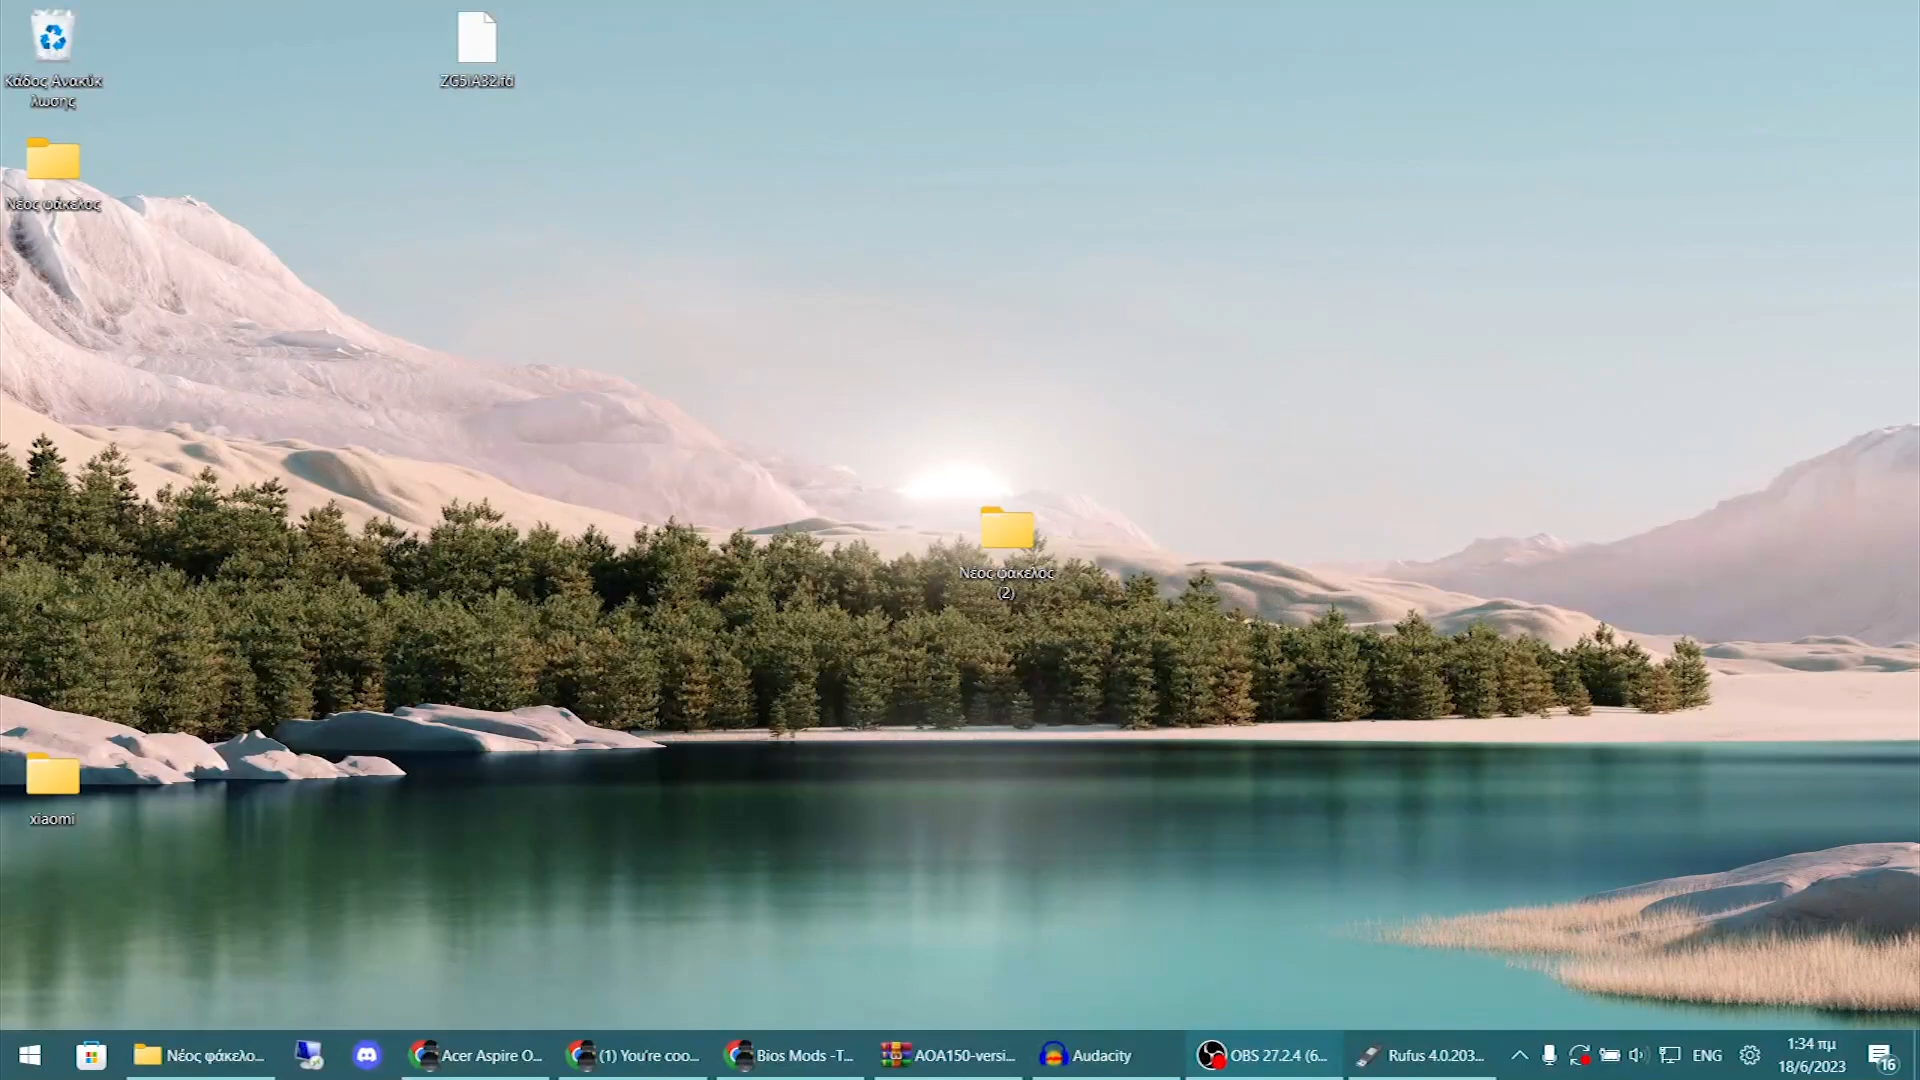 Κάδος Ανακύκ
λωσης
ZG5IA32.fd
Νέος φάκελος
Νέος φάκελος
(2)
xiaomi
Νέος φάκελο...
Acer Aspire O...
(1) You're coo...
Bios Mods -T...
AOA150-versi...
Audacity
OBS 27.2.4 (6...
Rufus 4.0.203...
ENG
1:34 πμ
18/6/2023
16